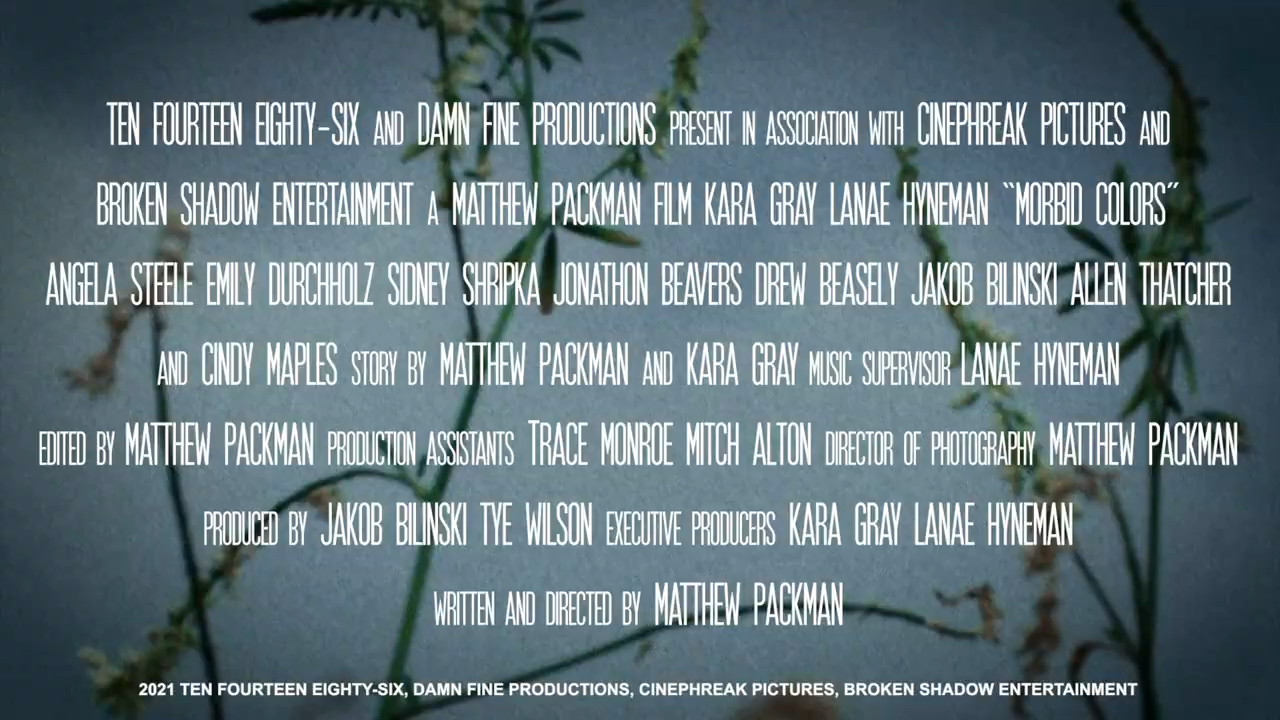 TEN FOURTEEN EIGHTY-SIX AND DAMN FINE PRODUCTIONS PRESENT IN ASSOCIATION WITH CINEPHREAK PICTURES AND
BROKEN SHADOW ENTERTAINMENT A MATTHEW PACKMAN FILM KARA GRAY LANAE HYNEMAN "MORBID COLORS"
ANGELA STEELE EMILY DURCHHOLZ SIDNEY SHRIPKA JONATHON BEAVERS DREW BEASELY JAKOB BILINSKI ALLEN THATCHER
AND CINDY MAPLES STORY BY MATTHEW PACKMAN AND KARA GRAY MUSIC SUPERVISOR LANAE HYNEMAN
EDITED BY MATTHEW PACKMAN PRODUCTION ASSISTANTS TRACE MONROE MITCH ALTON DIRECTOR OF PHOTOGRAPHY MATTHEW PACKMAN
PRODUCED BY JAKOB BILINSKI TYE WILSON EXECUTIVE PRODUCERS KARA GRAY LANAE HYNEMAN
WRITTEN AND DIRECTED BY MATTHEW PACKMAN
2021 TEN FOURTEEN EIGHTY-SIX, DAMN FINE PRODUCTIONS, CINEPHREAK PICTURES, BROKEN SHADOW ENTERTAINMENT